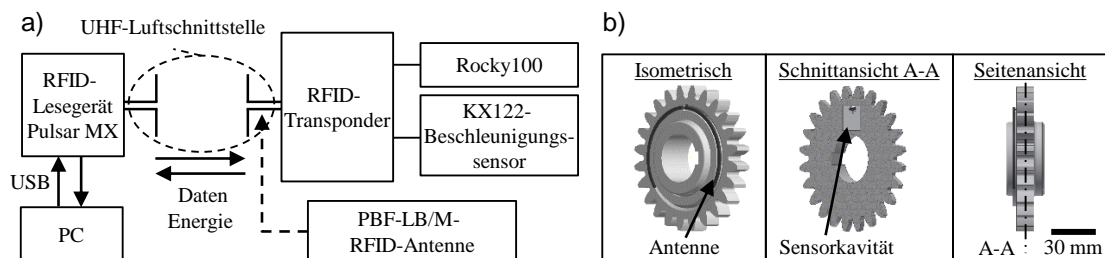 a)
UHF-Luftschnittstelle
RFID-
Lesegerät
Pulsar MX
RFID-
Transponder
Rocky100
KX122-
Beschleunigungs-
sensor
USB
Daten
Energie
PC
PBF-LB/M-
RFID-Antenne
b)
Isometrisch
Schnittansicht A-A
Seitenansicht
Antenne
Sensorkavität
A-A
30 mm